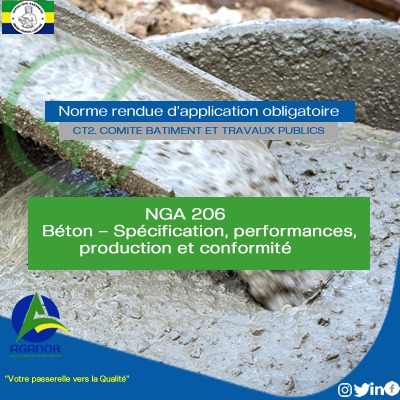 Norme rendue d'application obligatoire
CT2. COMITE BATIMENT ET TRAVAUX PUBLICS
NGA 206
Béton – Spécification, performances,
production et conformité
AGANOR
"Votre passerelle vers la Qualité"